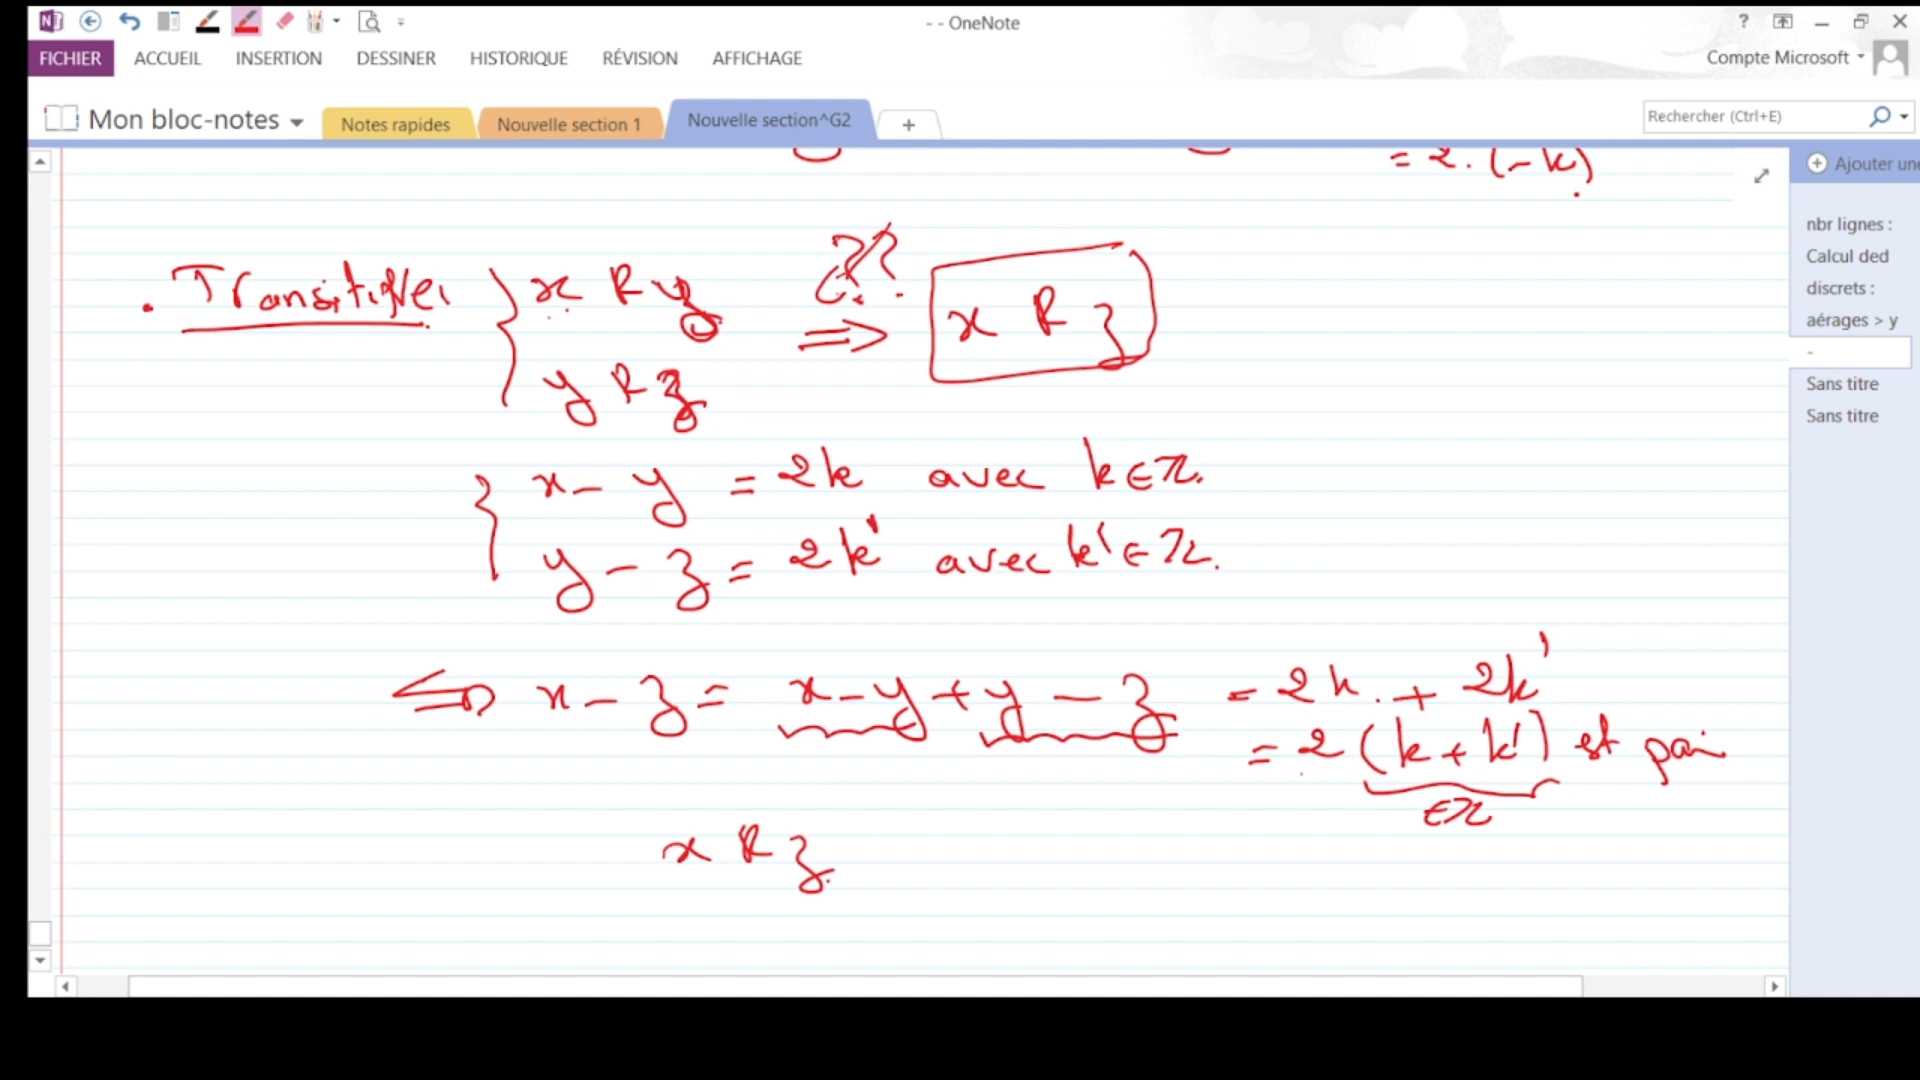 - - OneNote
?
FICHIER ACCUEIL INSERTION DESSINER HISTORIQUE RÉVISION AFFICHAGE
Compte Microsoft
Mon bloc-notes
Notes rapides
Nouvelle section 1
Nouvelle section^G2
+
Rechercher (Ctrl+E)
Ajouter une
nbr lignes :
Calcul ded
discrets :
aérages > y
-
Sans titre
Sans titre
= 2 . (-k)
. Transitive : { x R y ?? ⇒ x R z
y R z
{ x - y = 2k avec k ∈ ℤ.
y - z = 2k' avec k' ∈ ℤ.
⇔ x - z = x - y + y - z = 2k + 2k'
= 2 (k + k') est pair
∈ ℤ
x R z.